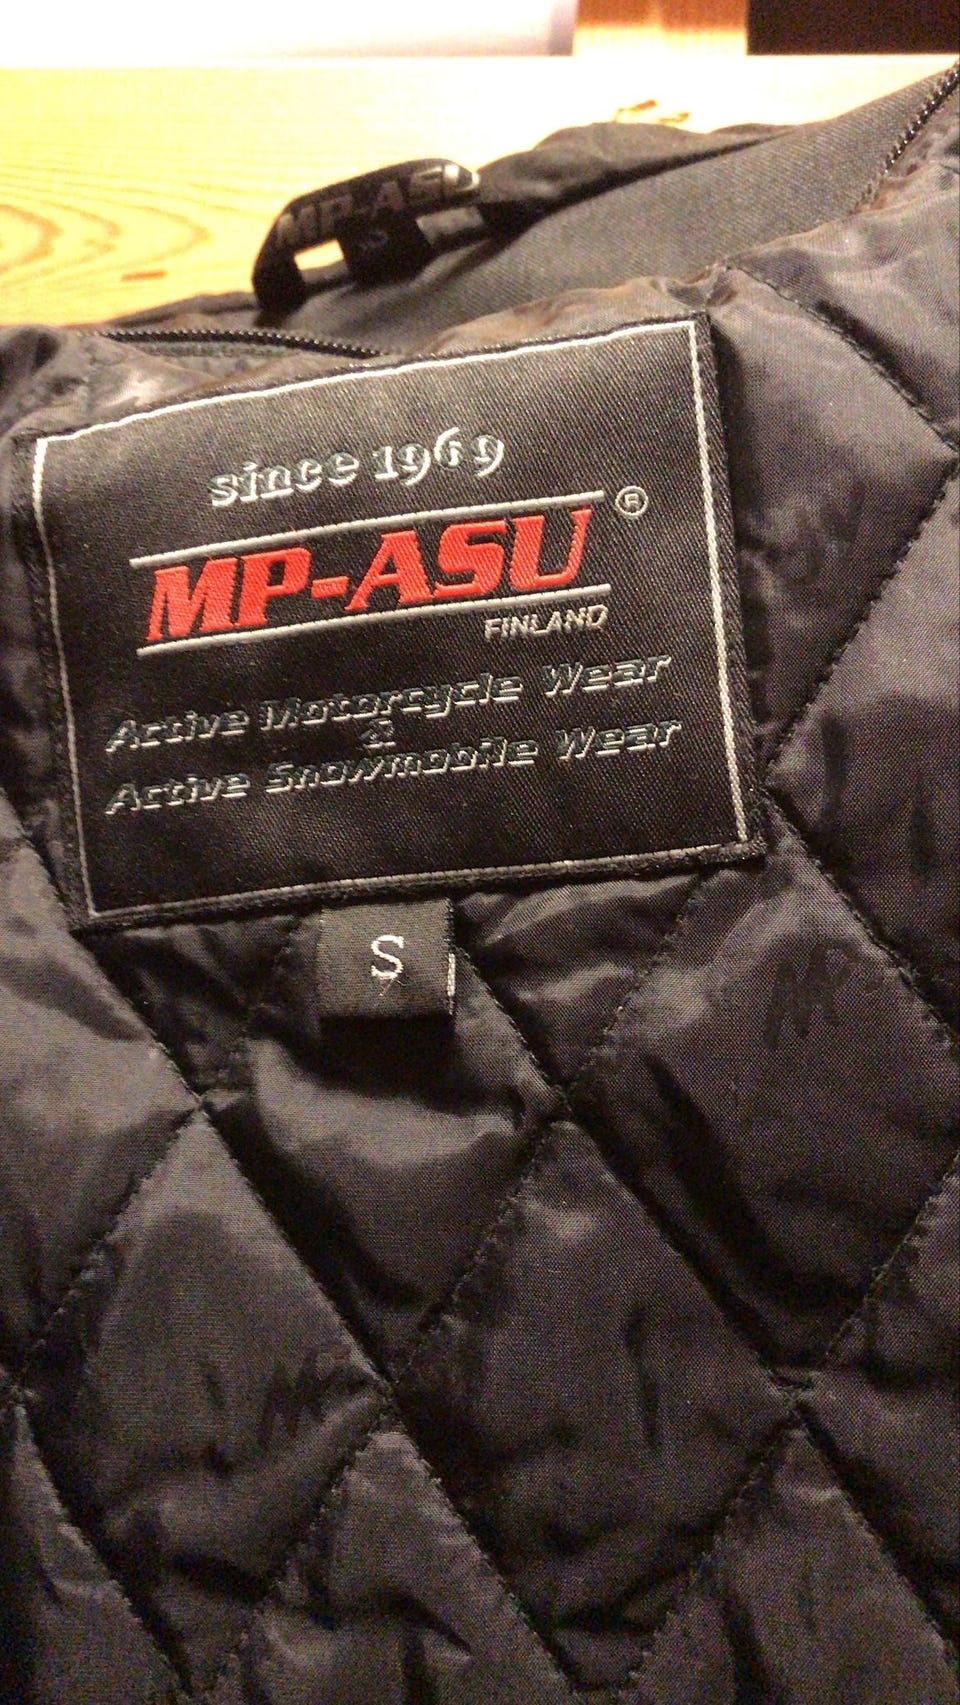 MP-ASU
since 1969
MP-ASU ®
FINLAND
Active Motorcycle Wear
&
Active Snowmobile Wear
S